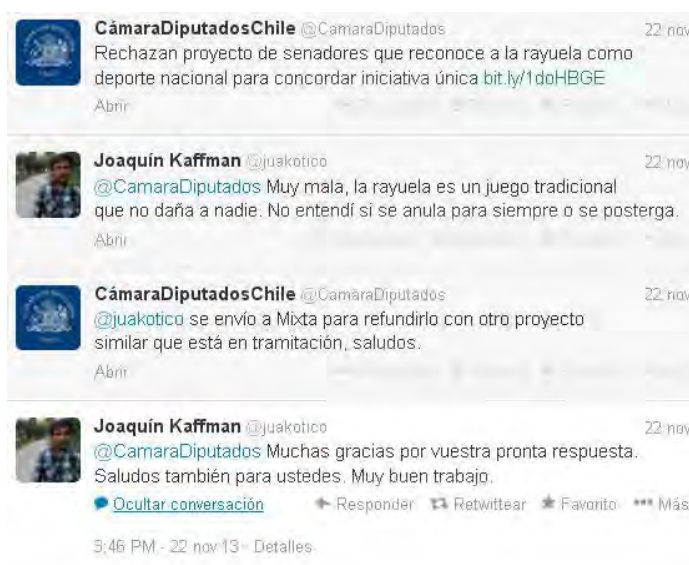 CámaraDiputadosChile @CamaraDiputados 22 nov
Rechazan proyecto de senadores que reconoce a la rayuela como
deporte nacional para concordar iniciativa única bit.ly/1doHBGE
Abrir
Joaquín Kaffman @juakotico 22 nov
@CamaraDiputados Muy mala, la rayuela es un juego tradicional
que no daña a nadie. No entendí si se anula para siempre o se posterga.
Abrir
CámaraDiputadosChile @CamaraDiputados 22 nov
@juakotico se envío a Mixta para refundirlo con otro proyecto
similar que está en tramitación, saludos.
Abrir
Joaquín Kaffman @juakotico 22 nov
@CamaraDiputados Muchas gracias por vuestra pronta respuesta.
Saludos también para ustedes. Muy buen trabajo.
Ocultar conversación Responder Retwittear Favorito Más
3:46 PM - 22 nov 13 - Detalles